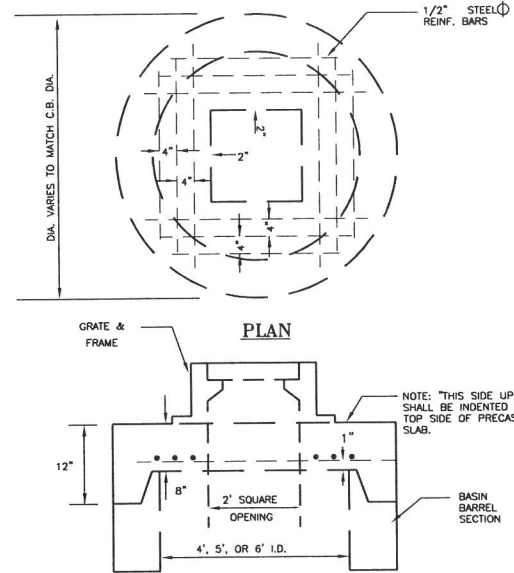 1/2" STEEL⏀
REINF. BARS
DIA. VARIES TO MATCH C.B. DIA.
4"
2"
2"
4"
4"
4"
PLAN
GRATE &
FRAME
NOTE: "THIS SIDE UP
SHALL BE INDENTED
TOP SIDE OF PRECAS
SLAB.
12"
1"
8"
2' SQUARE
OPENING
BASIN
BARREL
SECTION
4', 5', OR 6' I.D.